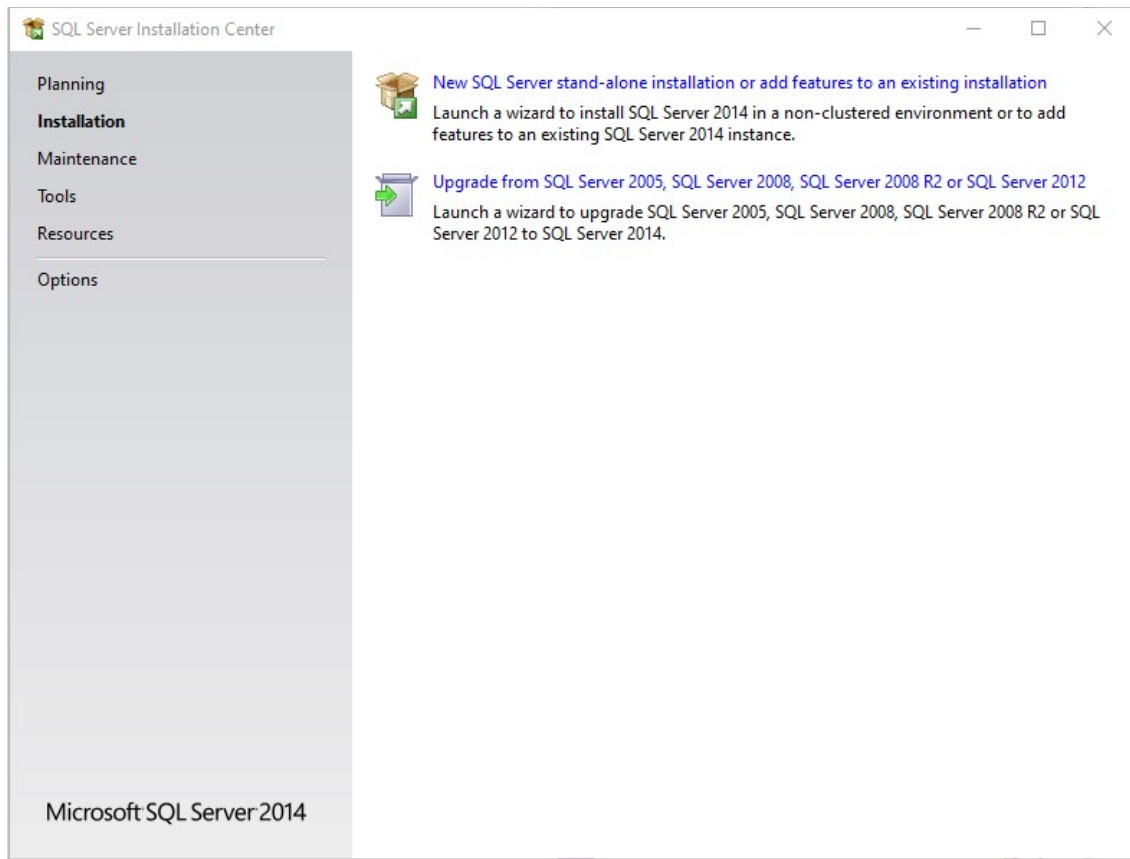 SQL Server Installation Center
Planning
Installation
Maintenance
Tools
Resources
Options
New SQL Server stand-alone installation or add features to an existing installation
Launch a wizard to install SQL Server 2014 in a non-clustered environment or to add
features to an existing SQL Server 2014 instance.
Upgrade from SQL Server 2005, SQL Server 2008, SQL Server 2008 R2 or SQL Server 2012
Launch a wizard to upgrade SQL Server 2005, SQL Server 2008, SQL Server 2008 R2 or SQL
Server 2012 to SQL Server 2014.
Microsoft SQL Server 2014